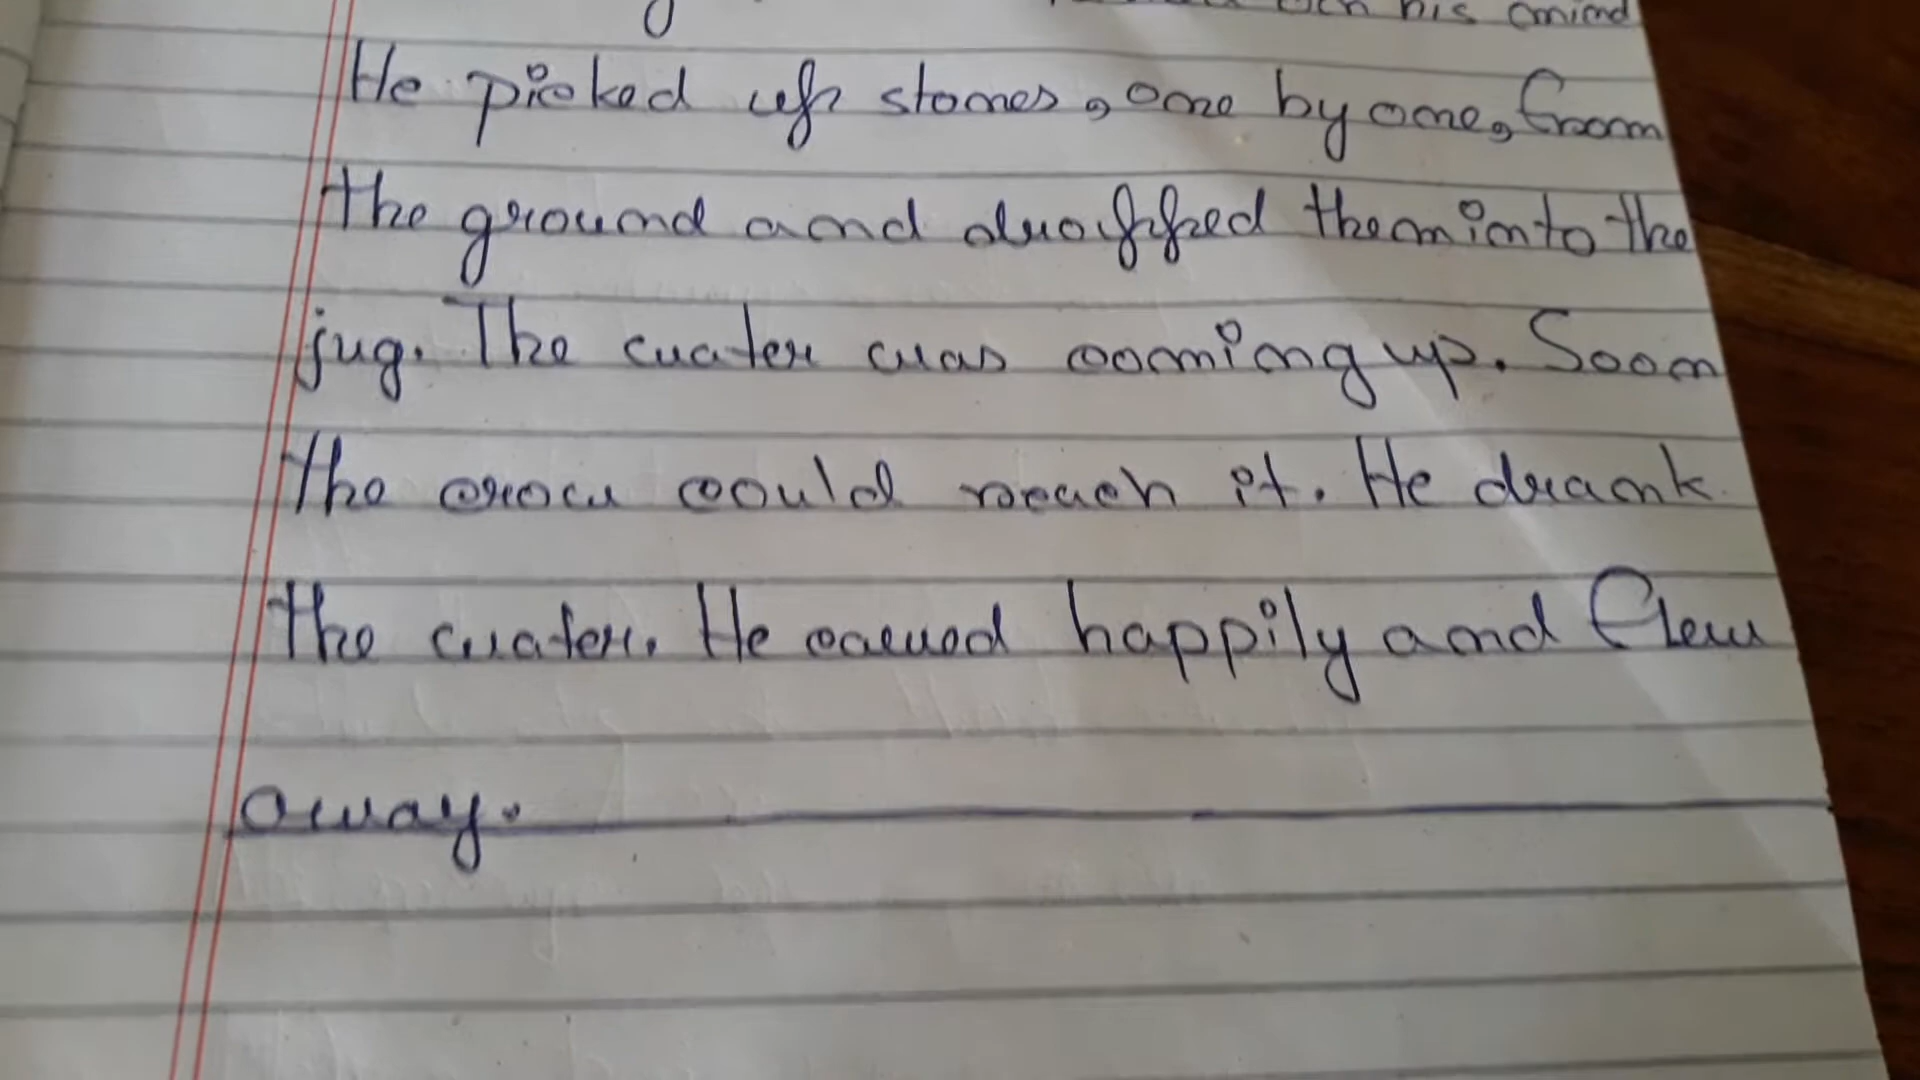 his mind
He picked up stones, one by one, from
the ground and dropped them into the
jug. The water was coming up. Soon
the crow could reach it. He drank
the water. He cawed happily and flew
away.